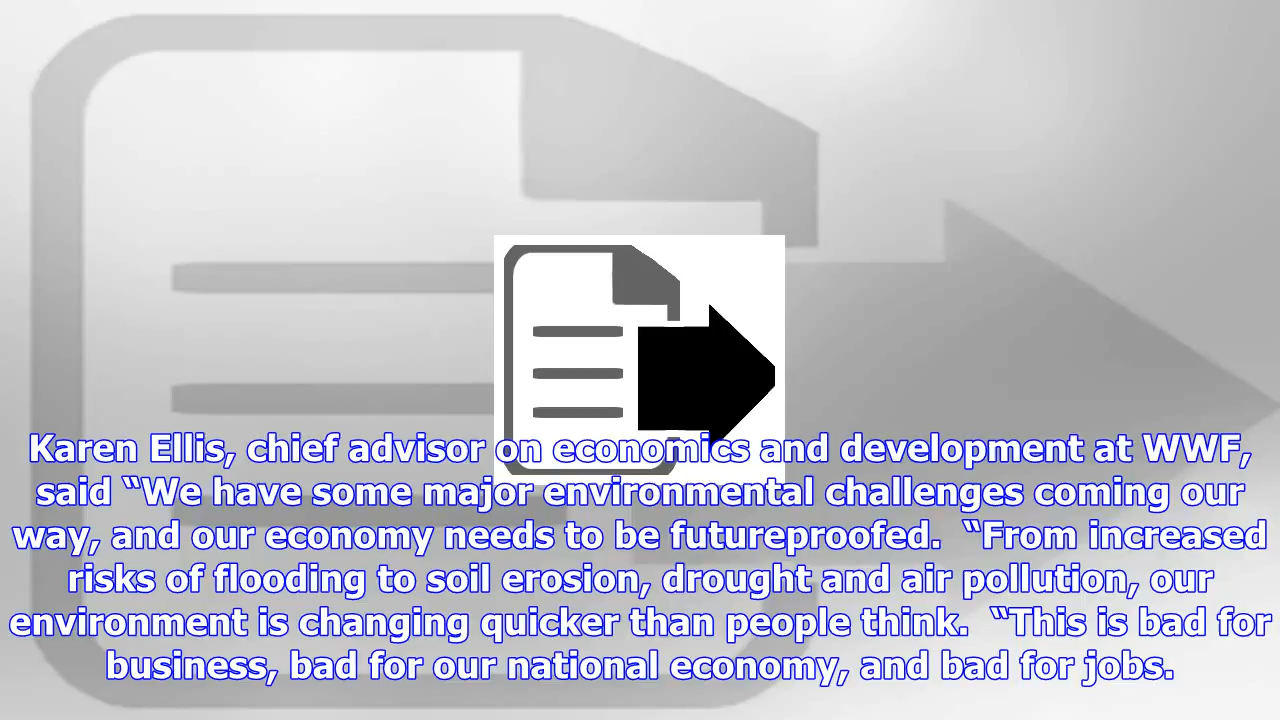 Karen Ellis, chief advisor on economics and development at WWF,
said “We have some major environmental challenges coming our
way, and our economy needs to be futureproofed.  “From increased
risks of flooding to soil erosion, drought and air pollution, our
environment is changing quicker than people think.  “This is bad for
business, bad for our national economy, and bad for jobs.